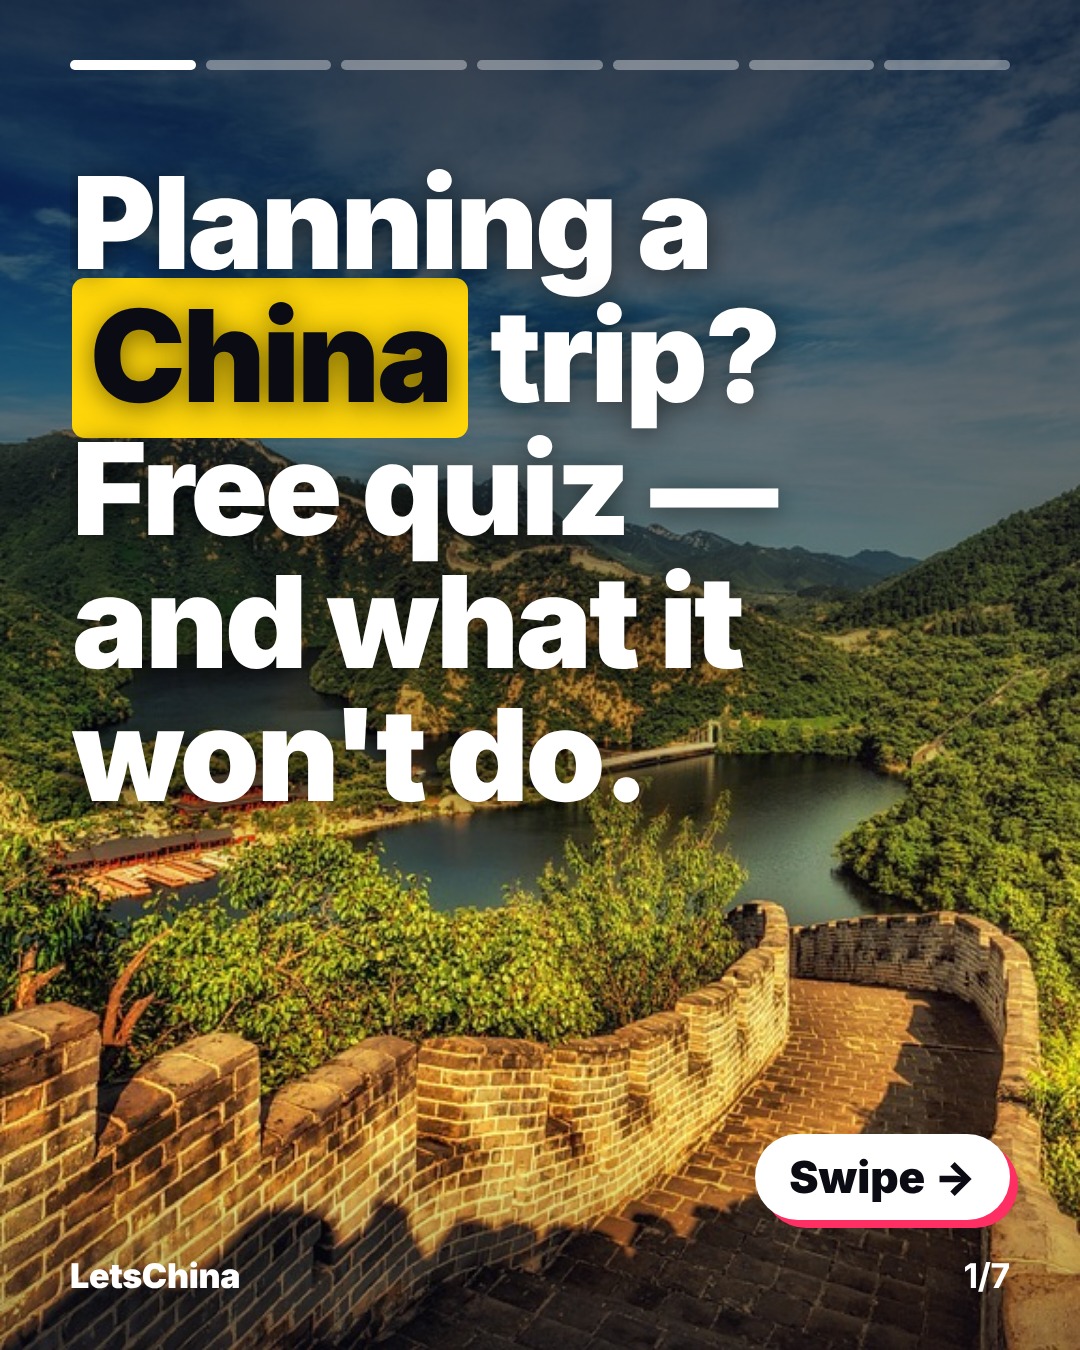 Planning a
China trip?
Free quiz —
and what it
won't do.
Swipe →
LetsChina
1/7